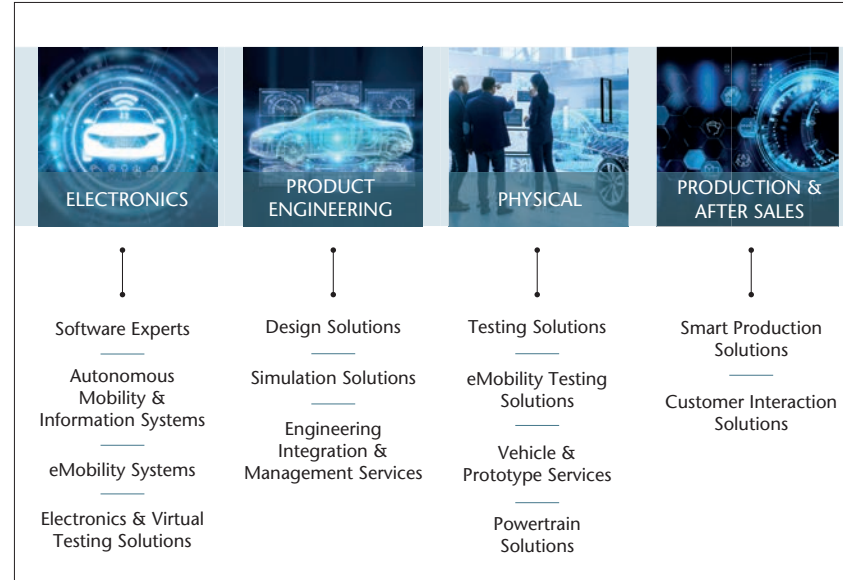 ELECTRONICS
PRODUCT
ENGINEERING
PHYSICAL
PRODUCTION &
AFTER SALES
Software Experts
Autonomous
Mobility &
Information Systems
eMobility Systems
Electronics & Virtual
Testing Solutions
Design Solutions
Simulation Solutions
Engineering
Integration &
Management Services
Testing Solutions
eMobility Testing
Solutions
Vehicle &
Prototype Services
Powertrain
Solutions
Smart Production
Solutions
Customer Interaction
Solutions